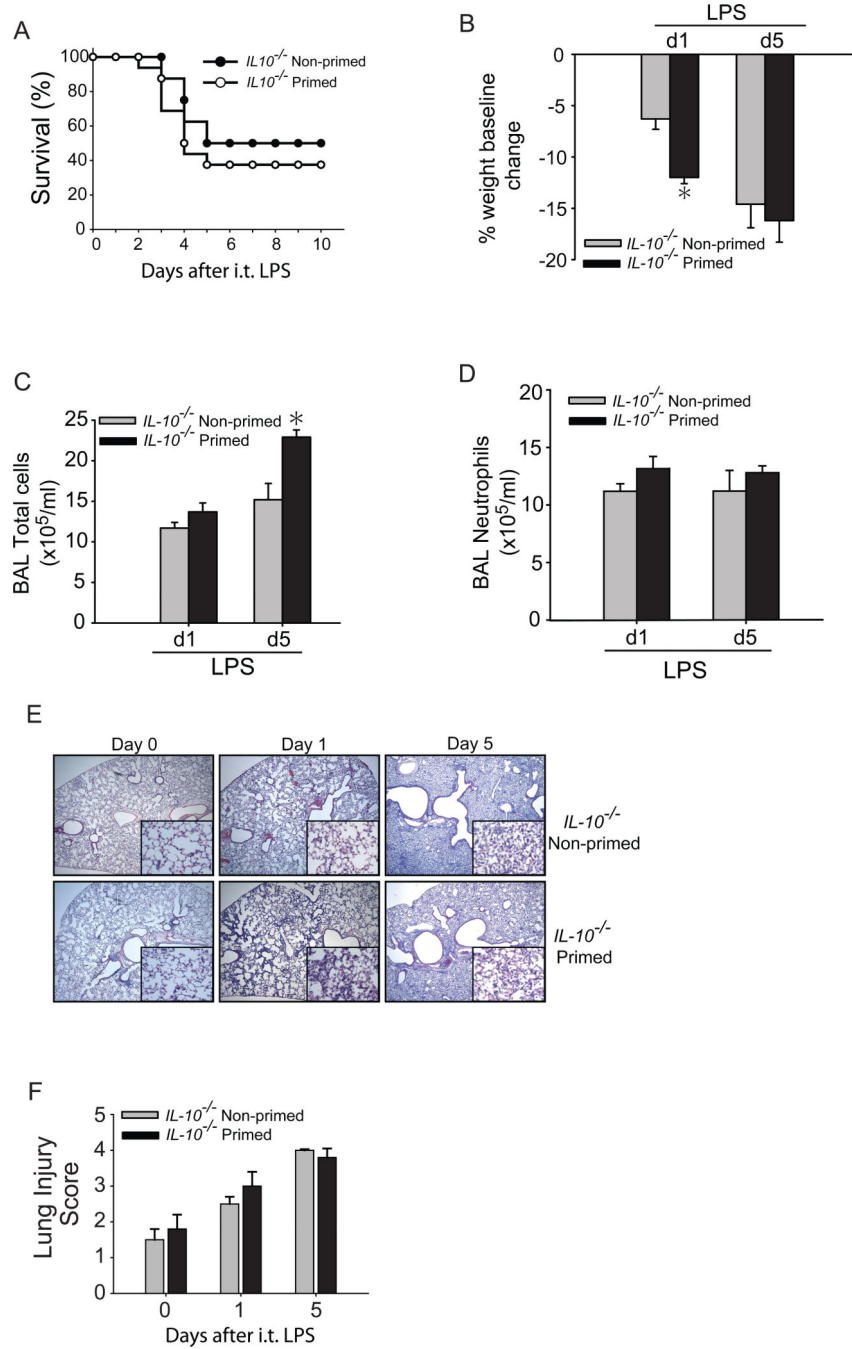 A
Survival (%)
100
80
60
40
20
0
IL10-/- Non-primed
IL10-/- Primed
0 2 4 6 8 10
Days after i.t. LPS
B
LPS
d1 d5
% weight baseline
change
0
-5
-10
-15
-20
*
IL-10-/- Non-primed
IL-10-/- Primed
C
BAL Total cells
(x10^5/ml)
25
20
15
10
5
0
IL-10-/- Non-primed
IL-10-/- Primed
*
d1 d5
LPS
D
BAL Neutrophils
(x10^5/ml)
20
15
10
5
0
IL-10-/- Non-primed
IL-10-/- Primed
d1 d5
LPS
E
Day 0 Day 1 Day 5
IL-10-/-
Non-primed
IL-10-/-
Primed
F
Lung Injury
Score
5
4
3
2
1
0
IL-10-/- Non-primed
IL-10-/- Primed
0 1 5
Days after i.t. LPS